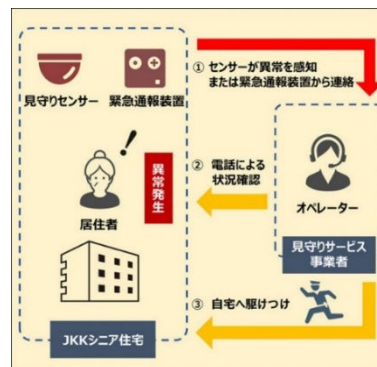 ① センサーが異常を感知
または緊急通報装置から連絡
見守りセンサー 緊急通報装置
異常発生
居住者
② 電話による
状況確認
オペレーター
見守りサービス
事業者
③ 自宅へ駆けつけ
JKKシニア住宅